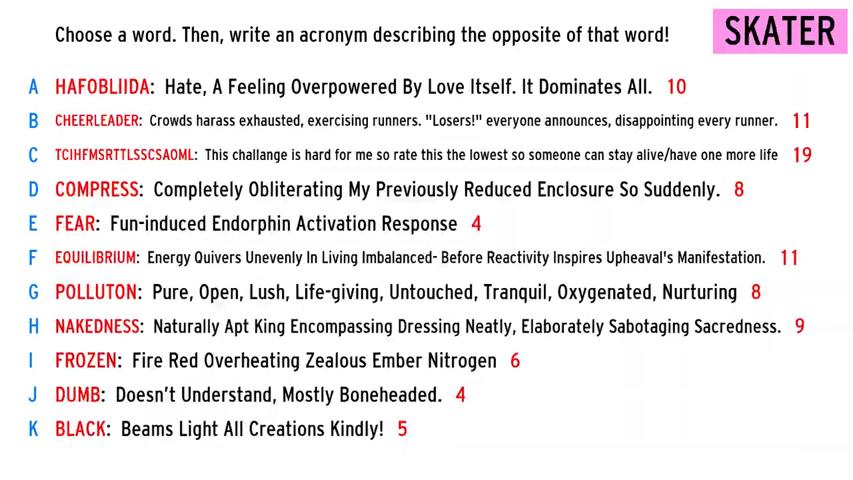 Choose a word. Then, write an acronym describing the opposite of that word!
SKATER
A HAFOBLIIDA: Hate, A Feeling Overpowered By Love Itself. It Dominates All. 10
B CHEERLEADER: Crowds harass exhausted, exercising runners. "Losers!" everyone announces, disappointing every runner. 11
C TCIHFMSRTTLSSCSAOML: This challange is hard for me so rate this the lowest so someone can stay alive/have one more life 19
D COMPRESS: Completely Obliterating My Previously Reduced Enclosure So Suddenly. 8
E FEAR: Fun-induced Endorphin Activation Response 4
F EQUILIBRIUM: Energy Quivers Unevenly In Living Imbalanced- Before Reactivity Inspires Upheaval's Manifestation. 11
G POLLUTON: Pure, Open, Lush, Life-giving, Untouched, Tranquil, Oxygenated, Nurturing 8
H NAKEDNESS: Naturally Apt King Encompassing Dressing Neatly, Elaborately Sabotaging Sacredness. 9
I FROZEN: Fire Red Overheating Zealous Ember Nitrogen 6
J DUMB: Doesn't Understand, Mostly Boneheaded. 4
K BLACK: Beams Light All Creations Kindly! 5